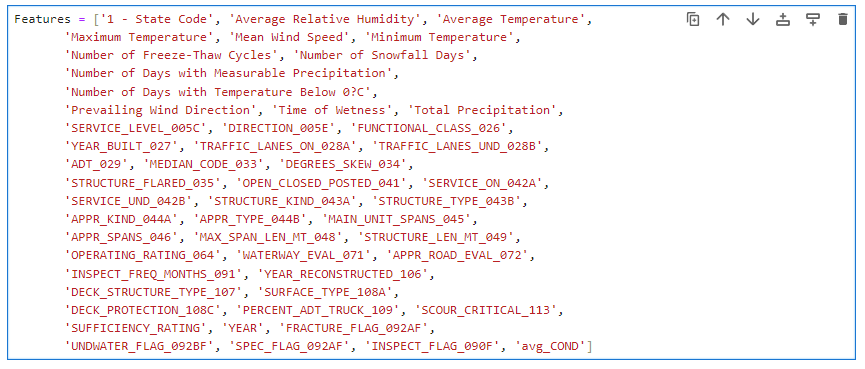 Features = ['1 - State Code', 'Average Relative Humidity', 'Average Temperature',
'Maximum Temperature', 'Mean Wind Speed', 'Minimum Temperature',
'Number of Freeze-Thaw Cycles', 'Number of Snowfall Days',
'Number of Days with Measurable Precipitation',
'Number of Days with Temperature Below 0?C',
'Prevailing Wind Direction', 'Time of Wetness', 'Total Precipitation',
'SERVICE_LEVEL_005C', 'DIRECTION_005E', 'FUNCTIONAL_CLASS_026',
'YEAR_BUILT_027', 'TRAFFIC_LANES_ON_028A', 'TRAFFIC_LANES_UND_028B',
'ADT_029', 'MEDIAN_CODE_033', 'DEGREES_SKEW_034',
'STRUCTURE_FLARED_035', 'OPEN_CLOSED_POSTED_041', 'SERVICE_ON_042A',
'SERVICE_UND_042B', 'STRUCTURE_KIND_043A', 'STRUCTURE_TYPE_043B',
'APPR_KIND_044A', 'APPR_TYPE_044B', 'MAIN_UNIT_SPANS_045',
'APPR_SPANS_046', 'MAX_SPAN_LEN_MT_048', 'STRUCTURE_LEN_MT_049',
'OPERATING_RATING_064', 'WATERWAY_EVAL_071', 'APPR_ROAD_EVAL_072',
'INSPECT_FREQ_MONTHS_091', 'YEAR_RECONSTRUCTED_106',
'DECK_STRUCTURE_TYPE_107', 'SURFACE_TYPE_108A',
'DECK_PROTECTION_108C', 'PERCENT_ADT_TRUCK_109', 'SCOUR_CRITICAL_113',
'SUFFICIENCY_RATING', 'YEAR', 'FRACTURE_FLAG_092AF',
'UNDWATER_FLAG_092BF', 'SPEC_FLAG_092AF', 'INSPECT_FLAG_090F', 'avg_COND']